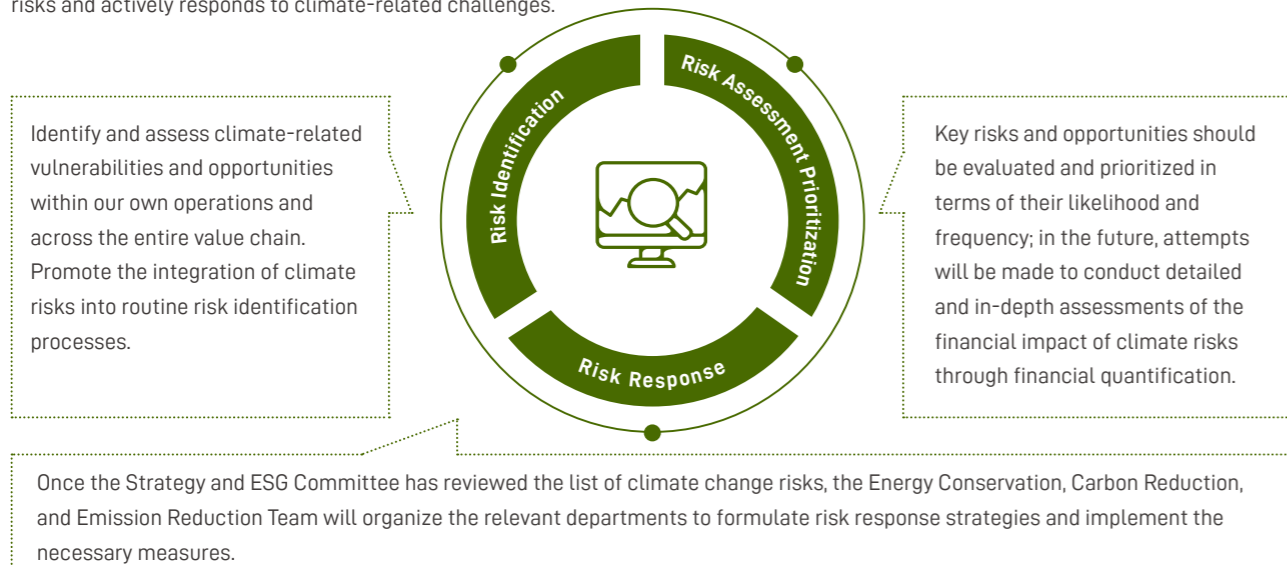 risks and actively responds to climate-related challenges.
Risk Identification
Risk Assessment Prioritization
Risk Response
Identify and assess climate-related
vulnerabilities and opportunities
within our own operations and
across the entire value chain.
Promote the integration of climate
risks into routine risk identification
processes.
Key risks and opportunities should
be evaluated and prioritized in
terms of their likelihood and
frequency; in the future, attempts
will be made to conduct detailed
and in-depth assessments of the
financial impact of climate risks
through financial quantification.
Once the Strategy and ESG Committee has reviewed the list of climate change risks, the Energy Conservation, Carbon Reduction,
and Emission Reduction Team will organize the relevant departments to formulate risk response strategies and implement the
necessary measures.